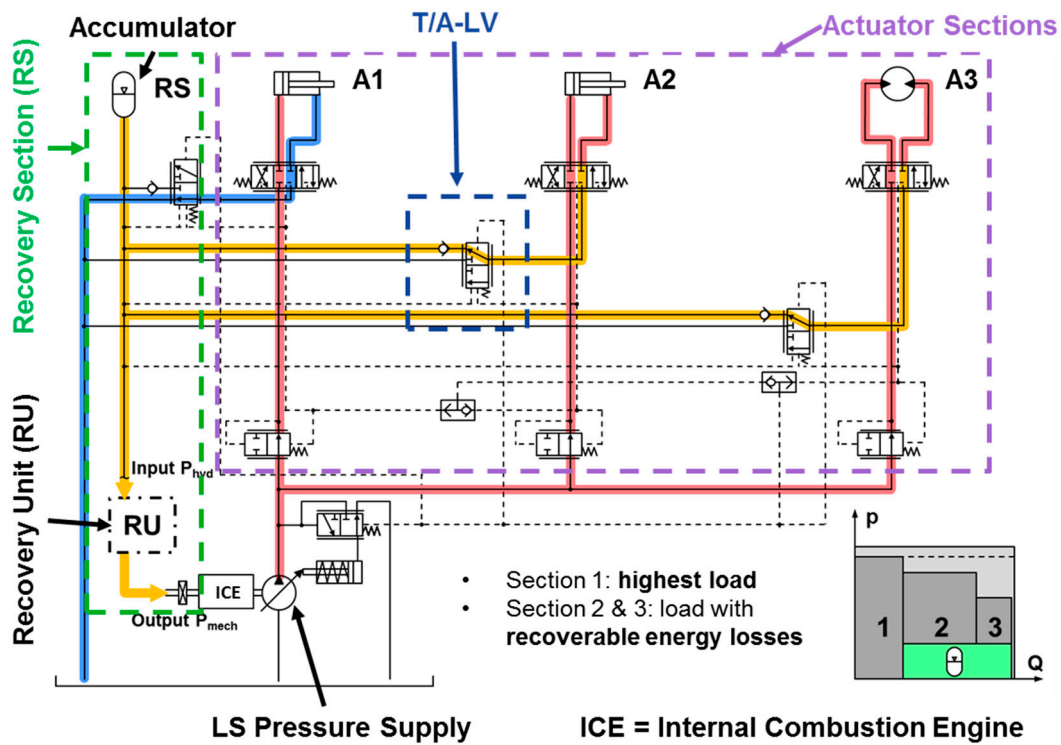 Accumulator
T/A-LV
Actuator Sections
RS
A1
A2
A3
Recovery Section (RS)
Recovery Unit (RU)
Input Phyd
RU
ICE
Output Pmech
• Section 1: highest load
• Section 2 & 3: load with
recoverable energy losses
p
1
2
3
Q
LS Pressure Supply
ICE = Internal Combustion Engine